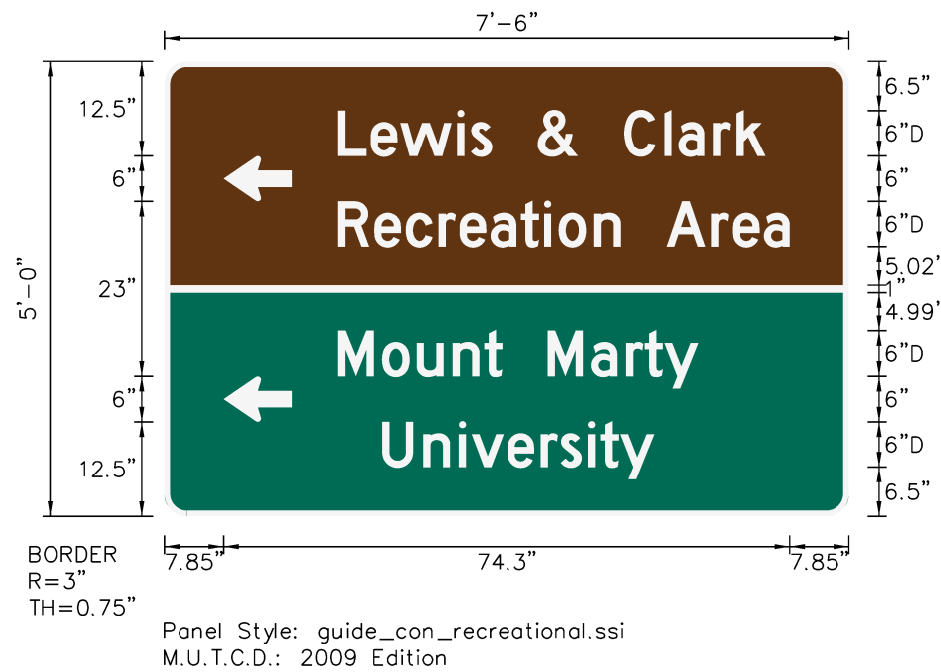 7'-6"
12.5"
6"
23"
6"
12.5"
5'-0"
Lewis & Clark
Recreation Area
Mount Marty
University
6.5"
6"D
6"
6"D
5.02'
1"
4.99'
6"D
6"
6"D
6.5"
7.85"
74.3"
7.85"
BORDER
R=3"
TH=0.75"
Panel Style: guide_con_recreational.ssi
M.U.T.C.D.: 2009 Edition